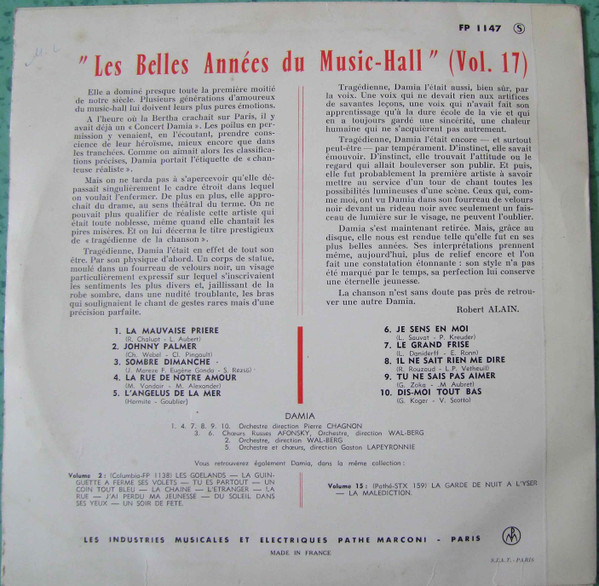 FP 1147 S
" Les Belles Années du Music-Hall " (Vol. 17)
Elle a dominé presque toute la première moitié
de notre siècle. Plusieurs générations d'amoureux
du music-hall lui doivent leurs plus pures émotions.
A l'heure où la Bertha crachait sur Paris, il y
avait déjà un « Concert Damia ». Les poilus en per-
mission y venaient, en l'écoutant, prendre cons-
cience de leur héroïsme, mieux encore que dans
les tranchées. Comme on aimait alors les classifica-
tions précises, Damia portait l'étiquette de « chan-
teuse réaliste ».
Mais on ne tarda pas à s'apercevoir qu'elle dé-
passait singulièrement le cadre étroit dans lequel
on voulait l'enfermer. De plus en plus, elle appro-
chait du drame, au sens théâtral du terme. On ne
pouvait plus qualifier de réaliste cette artiste qui
était toute noblesse, même quand elle chantait les
pires misères. Et on lui décerna le titre prestigieux
de « tragédienne de la chanson ».
Tragédienne, Damia l'était en effet de tout son
être. Par son physique d'abord. Un corps de statue,
moulé dans un fourreau de velours noir, un visage
particulièrement expressif sur lequel s'inscrivaient
les sentiments les plus divers et, jaillissant de la
robe sombre, dans une nudité troublante, les bras
qui soulignaient le chant de gestes rares mais d'une
précision parfaite.
Tragédienne, Damia l'était aussi, bien sûr, par
la voix. Une voix qui ne devait rien aux artifices
de savantes leçons, une voix qui n'avait fait son
apprentissage qu'à la dure école de la vie et qui
en a toujours gardé une sincérité, une chaleur
humaine qui ne s'acquièrent pas autrement.
Tragédienne, Damia l'était encore — et surtout
peut-être — par tempérament. D'instinct, elle savait
émouvoir. D'instinct, elle trouvait l'attitude ou le
regard qui allait bouleverser son public. Et puis,
elle fut probablement la première artiste à savoir
mettre au service d'un tour de chant toutes les
possibilités lumineuses d'une scène. Ceux qui, com-
me moi, ont vu Damia dans son fourreau de velours
noir devant un rideau noir avec seulement un fais-
ceau de lumière sur le visage, ne peuvent l'oublier.
Damia s'est maintenant retirée. Mais, grâce au
disque, elle nous est rendue telle qu'elle fut en ses
plus belles années. Ses interprétations prennent
même, aujourd'hui, plus de relief encore et l'on
fait une constatation étonnante : son style n'a pas
été marqué par le temps, sa perfection lui conserve
une éternelle jeunesse.
La chanson n'est sans doute pas près de retrou-
ver une autre Damia.
Robert ALAIN.
1. LA MAUVAISE PRIERE
(R. Chalupt - L. Aubert)
2. JOHNNY PALMER
(Ch. Webel - Cl. Pingault)
3. SOMBRE DIMANCHE
(J. Mareze F. Eugène Gonda - S. Rezsö)
4. LA RUE DE NOTRE AMOUR
(M. Vandair - M. Alexander)
5. L'ANGELUS DE LA MER
(Hermite - Goublier)
6. JE SENS EN MOI
(L. Sauvat - P. Kreuder)
7. LE GRAND FRISE
(L. Daniderff - E. Ronn)
8. IL NE SAIT RIEN ME DIRE
(R. Rouzaud - L.P. Vetheuil)
9. TU NE SAIS PAS AIMER
(G. Zoka - M Aubret)
10. DIS-MOI TOUT BAS
(G. Koger - V. Scotto)
DAMIA
1. 4. 7. 8. 9. 10. Orchestre direction Pierre CHAGNON
3. 6. Chœurs Russes AFONSKY, Orchestre, direction WAL-BERG
2. Orchestre, direction WAL-BERG
5. Orchestre et chœurs, direction Gaston LAPEYRONNIE
Vous retrouverez également Damia, dans la même collection :
Volume 2 : (Columbia-FP 1138) LES GOELANDS — LA GUIN-
GUETTE A FERME SES VOLETS — TU ES PARTOUT — UN
COIN TOUT BLEU — LA CHAINE — L'ETRANGER — LA
RUE — J'AI PERDU MA JEUNESSE — DU SOLEIL DANS
SES YEUX — UN SOIR DE FETE.
Volume 15 : (Pathé-STX 159) LA GARDE DE NUIT A L'YSER
— LA MALEDICTION.
LES INDUSTRIES MUSICALES ET ELECTRIQUES PATHE MARCONI - PARIS
MADE IN FRANCE
S.I.A.T. - PARIS